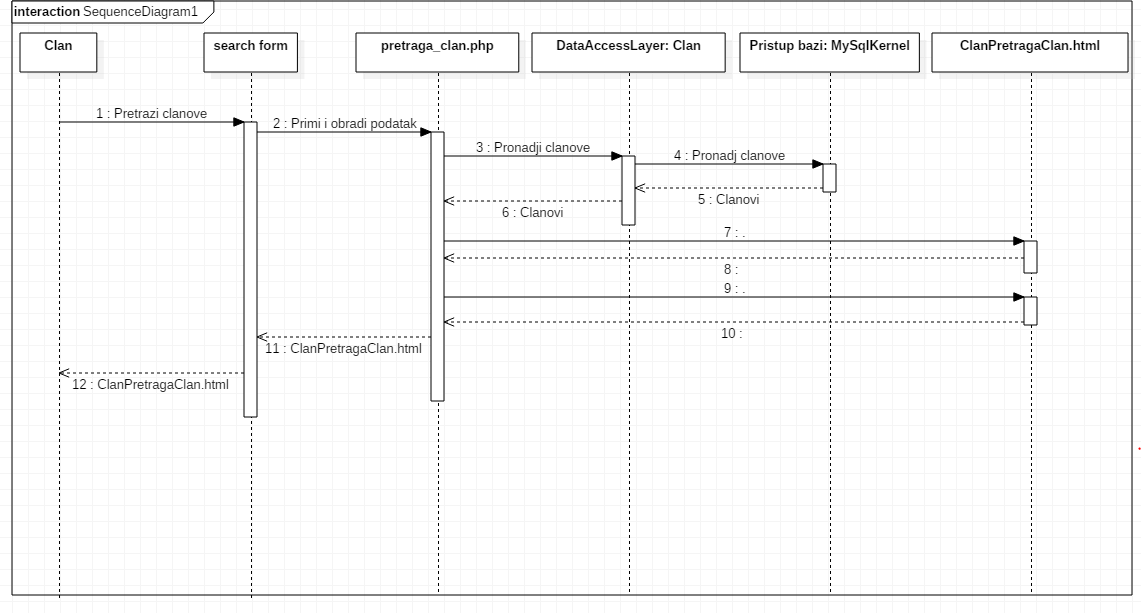 interaction SequenceDiagram1
Clan
search form
pretraga_clan.php
DataAccessLayer: Clan
Pristup bazi: MySqlKernel
ClanPretragaClan.html
1 : Pretrazi clanove
2 : Primi i obradi podatak
3 : Pronadji clanove
4 : Pronadj clanove
5 : Clanovi
6 : Clanovi
7 : .
8 :
9 : .
10 :
11 : ClanPretragaClan.html
12 : ClanPretragaClan.html